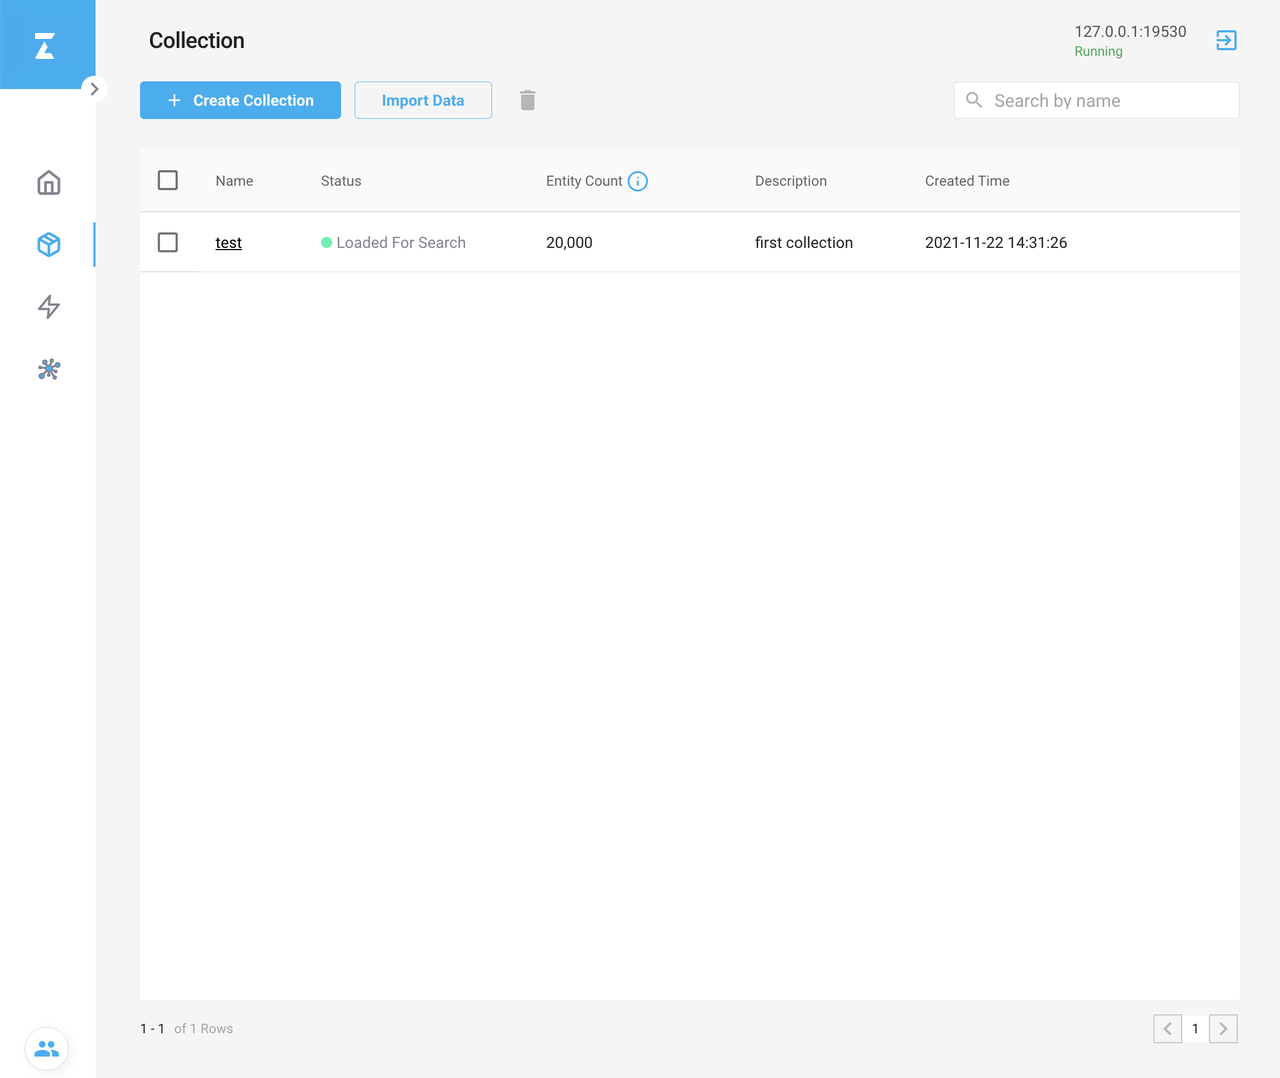 Collection
127.0.0.1:19530
Running
Create Collection
Import Data
Search by name
Name Status Entity Count Description Created Time
test Loaded For Search 20,000 first collection 2021-11-22 14:31:26
1 - 1 of 1 Rows
1